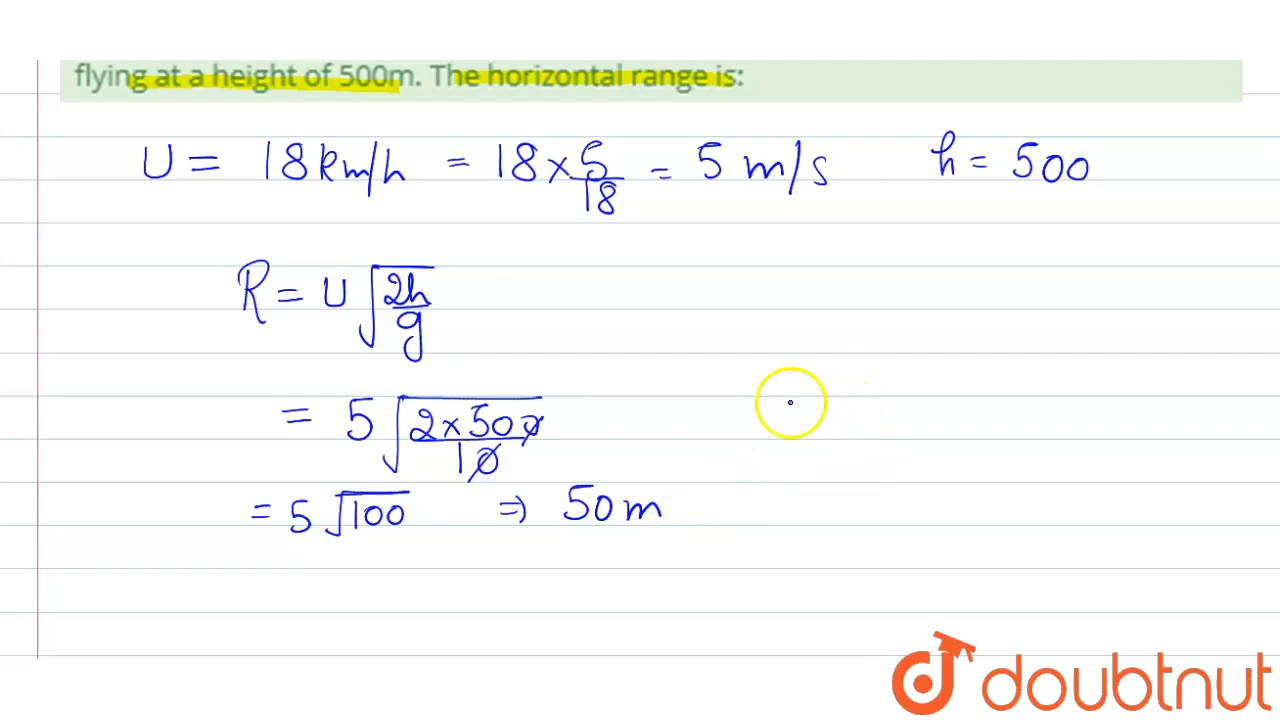 flying at a height of 500m. The horizontal range is:
U = 18 km/h = 18 × 5/18 = 5 m/s h = 500
R = U √(2h/g)
= 5 √(2 × 500/10)
= 5 √100 ⇒ 50 m
doubtnut